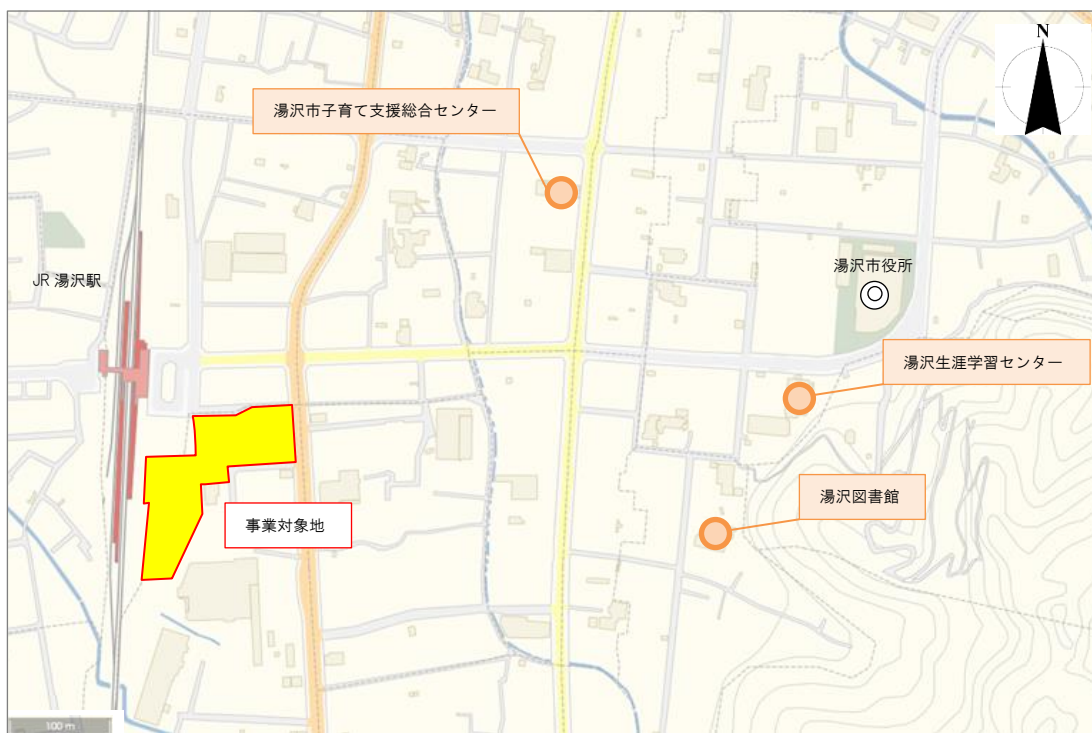 N
湯沢市子育て支援総合センター
湯沢市役所
JR 湯沢駅
湯沢生涯学習センター
湯沢図書館
事業対象地
100 m